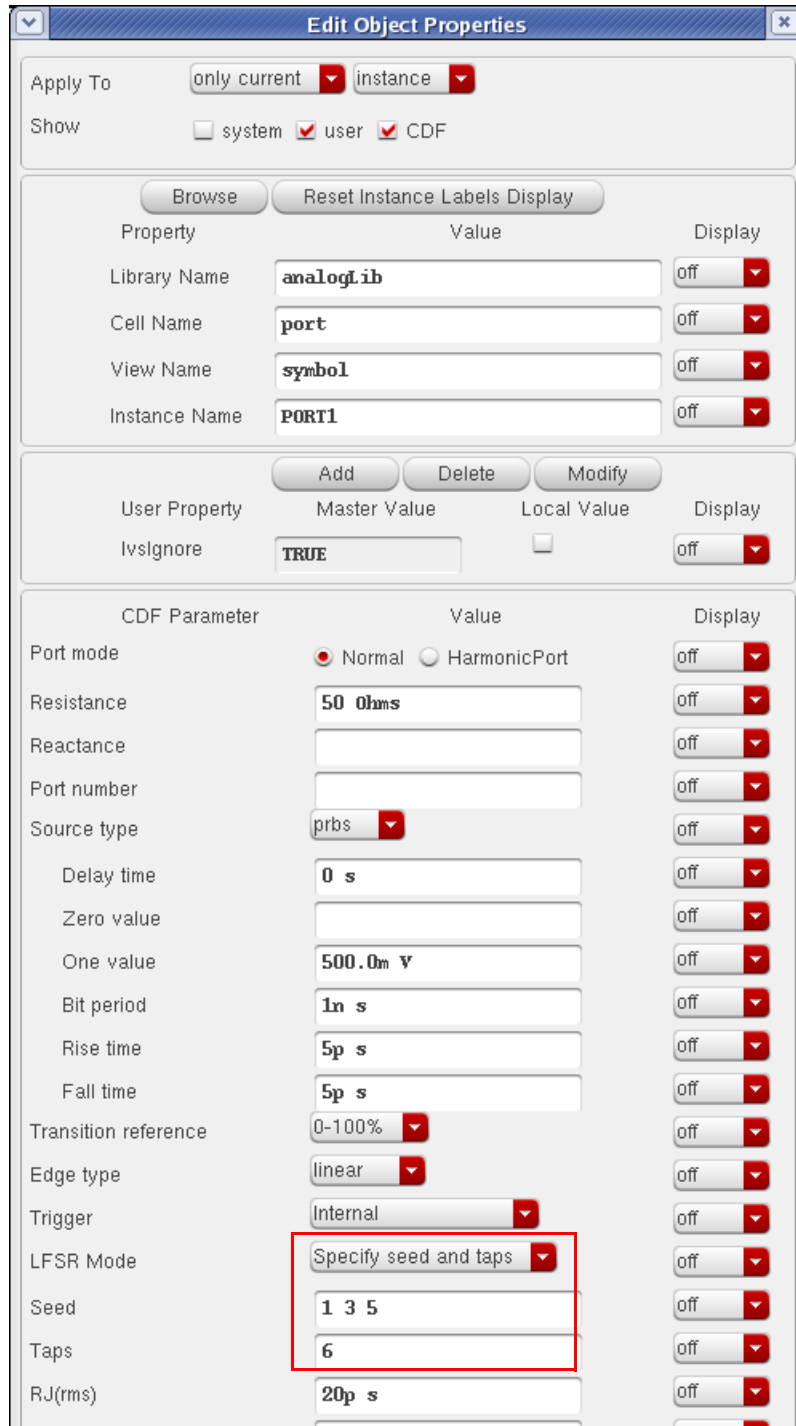 Edit Object Properties
Apply To only current instance
Show system user CDF
Browse Reset Instance Labels Display
Property Value Display
Library Name analogLib off
Cell Name port off
View Name symbol off
Instance Name PORT1 off
Add Delete Modify
User Property Master Value Local Value Display
lvsIgnore TRUE off
CDF Parameter Value Display
Port mode Normal HarmonicPort off
Resistance 50 Ohms off
Reactance off
Port number off
Source type prbs off
Delay time 0 s off
Zero value off
One value 500.0m V off
Bit period 1n s off
Rise time 5p s off
Fall time 5p s off
Transition reference 0-100% off
Edge type linear off
Trigger Internal off
LFSR Mode Specify seed and taps off
Seed 1 3 5 off
Taps 6 off
RJ(rms) 20p s off